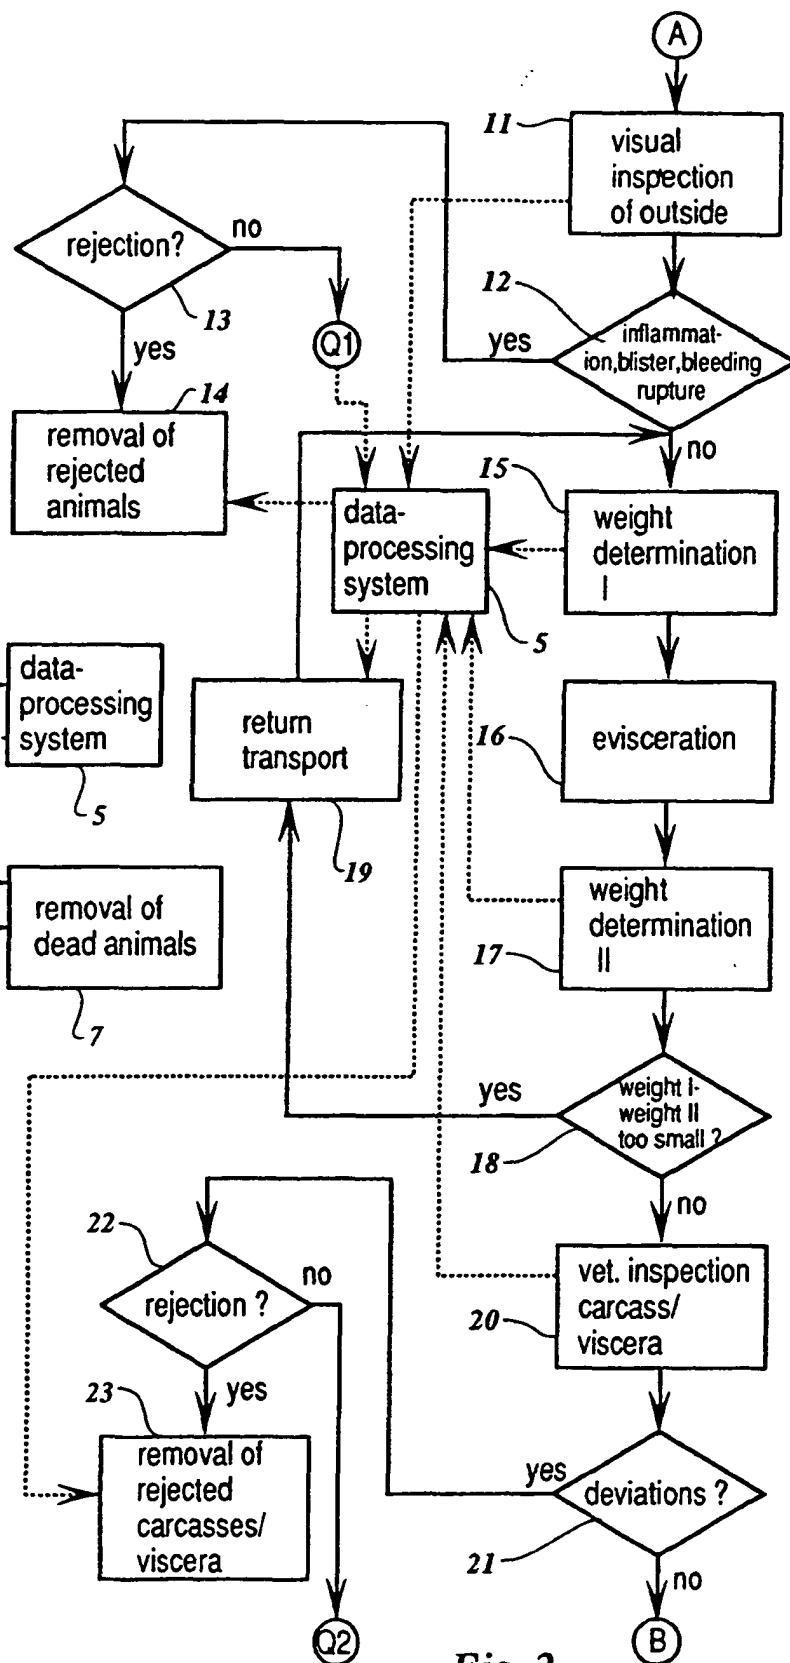 A
11
visual
inspection
of outside
rejection?
no
13
yes
Q1
12
inflammat-
ion,blister,bleeding
rupture
yes
no
14
removal of
rejected
animals
data-
processing
system
5
15
weight
determination
I
data-
processing
system
5
return
transport
19
16
evisceration
removal of
dead animals
7
17
weight
determination
II
yes
weight I-
weight II
too small ?
18
no
22
rejection ?
no
yes
vet. inspection
carcass/
viscera
20
23
removal of
rejected
carcasses/
viscera
yes
deviations ?
21
no
Q2
B